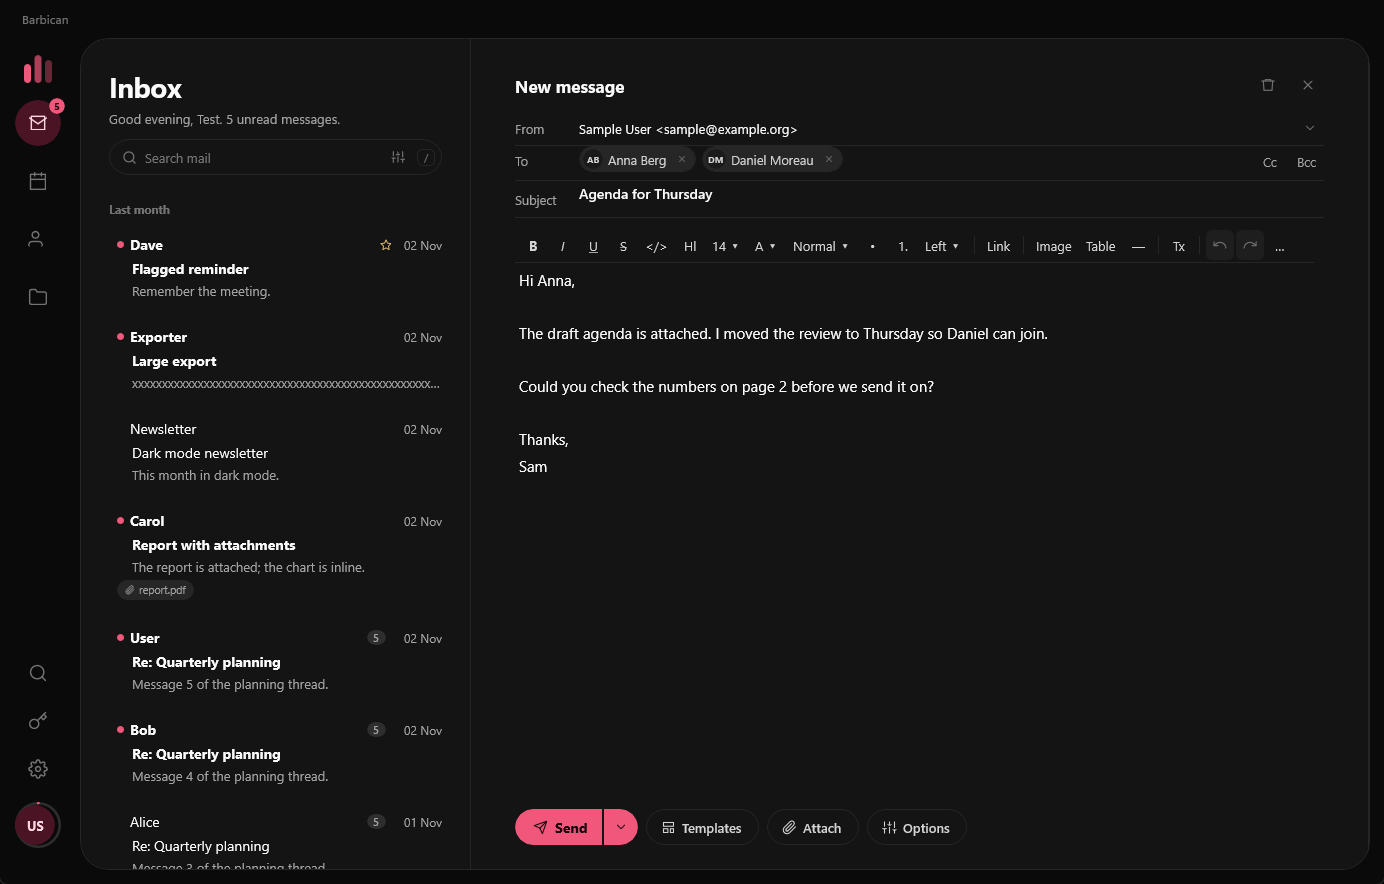 Barbican
5
Inbox
Good evening, Test. 5 unread messages.
Search mail /
Last month
Dave 02 Nov
Flagged reminder
Remember the meeting.
Exporter 02 Nov
Large export
xxxxxxxxxxxxxxxxxxxxxxxxxxxxxxxxxxxxxxxxxxxxxxxxxx...
Newsletter 02 Nov
Dark mode newsletter
This month in dark mode.
Carol 02 Nov
Report with attachments
The report is attached; the chart is inline.
report.pdf
User 5 02 Nov
Re: Quarterly planning
Message 5 of the planning thread.
Bob 5 02 Nov
Re: Quarterly planning
Message 4 of the planning thread.
Alice 5 01 Nov
Re: Quarterly planning
Message 3 of the planning thread.
US
New message
From Sample User <sample@example.org>
To AB Anna Berg × DM Daniel Moreau × Cc Bcc
Subject Agenda for Thursday
B I U S </> Hl 14 ▾ A ▾ Normal ▾ • 1. Left ▾ Link Image Table — Tx ...
Hi Anna,
The draft agenda is attached. I moved the review to Thursday so Daniel can join.
Could you check the numbers on page 2 before we send it on?
Thanks,
Sam
Send Templates Attach Options